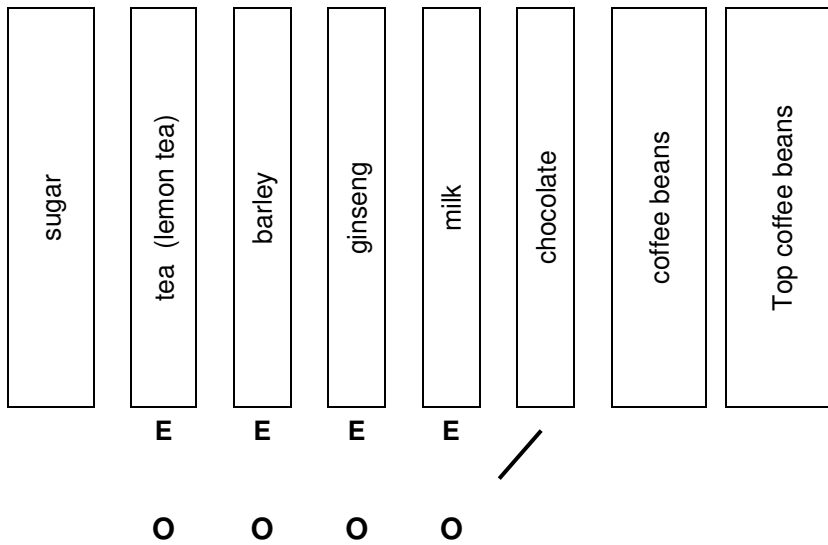 sugar
tea (lemon tea)
barley
ginseng
milk
chocolate
coffee beans
Top coffee beans
E E E E
O O O O